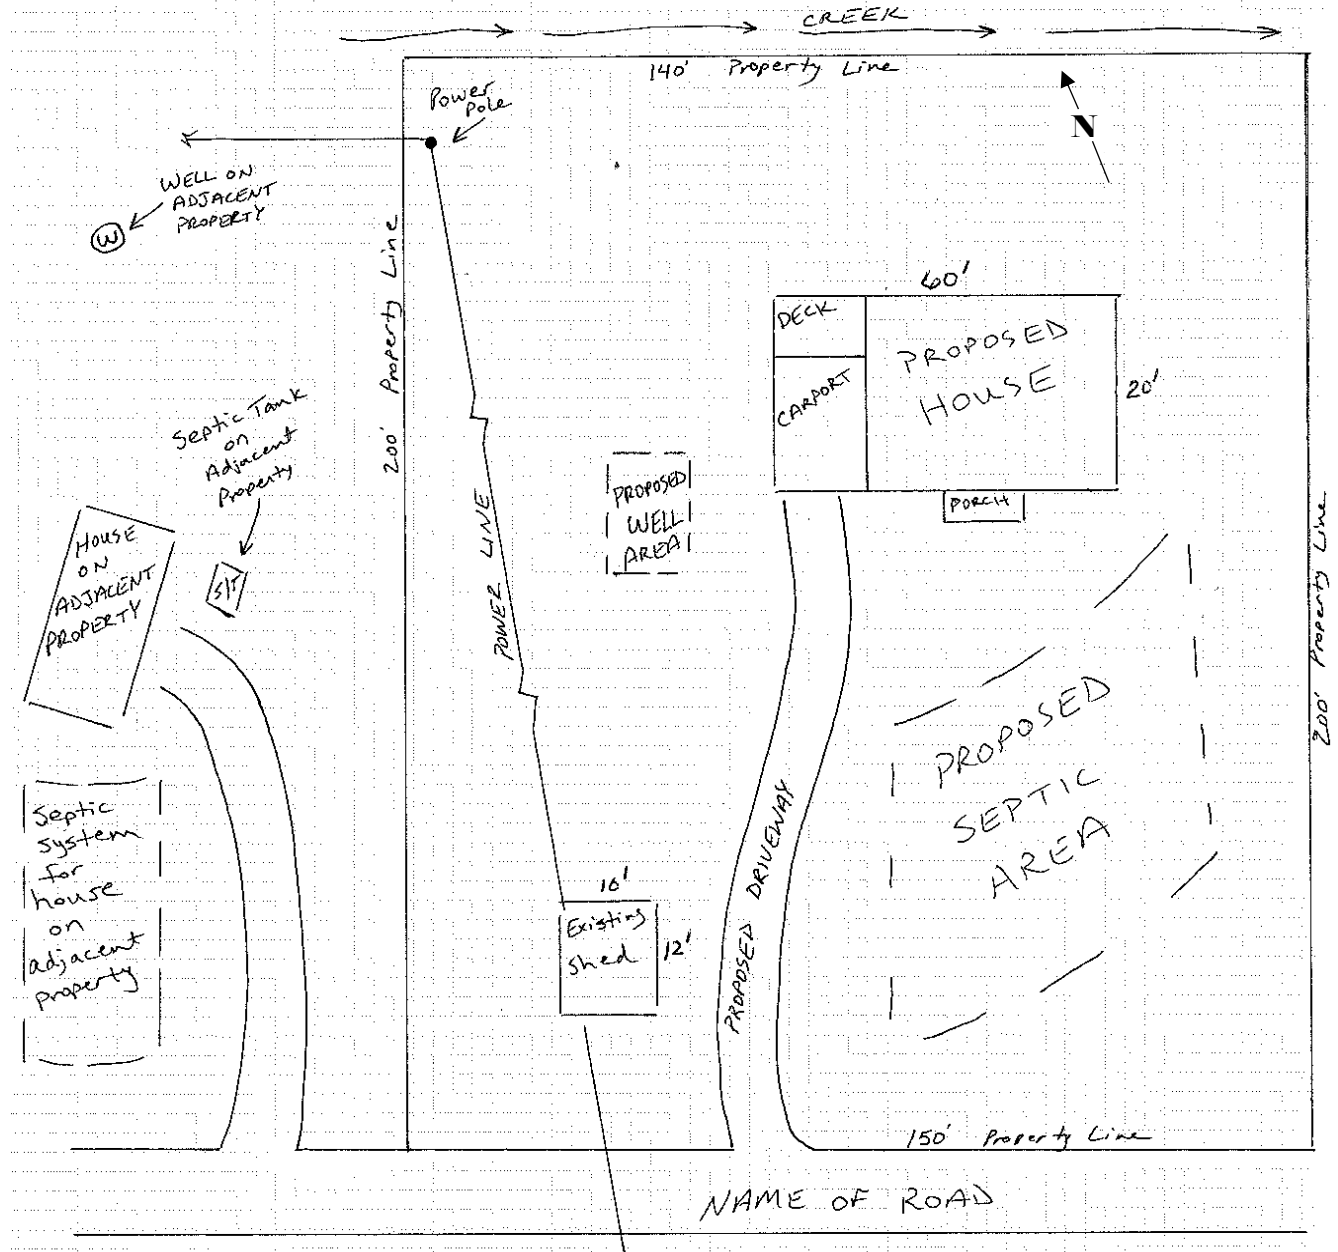 CREEK
140' Property Line
Power
Pole
N
WELL ON
ADJACENT
PROPERTY
W
200' Property Line
60'
DECK
PROPOSED
HOUSE
CARPORT
20'
PORCH
Septic Tank
on
Adjacent
Property
S/T
HOUSE
ON
ADJACENT
PROPERTY
POWER LINE
PROPOSED
WELL
AREA
200' Property Line
PROPOSED
SEPTIC
AREA
PROPOSED DRIVEWAY
Septic
system
for
house
on
adjacent
property
10'
Existing
shed
12'
150' Property Line
NAME OF ROAD